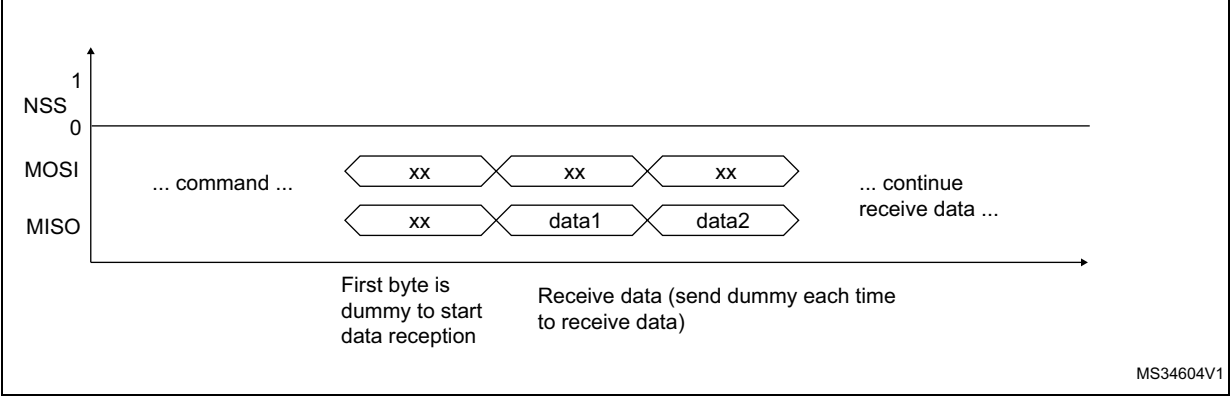 1
NSS
0
MOSI
... command ...
xx
xx
xx
... continue
receive data ...
MISO
xx
data1
data2
First byte is
dummy to start
data reception
Receive data (send dummy each time
to receive data)
MS34604V1